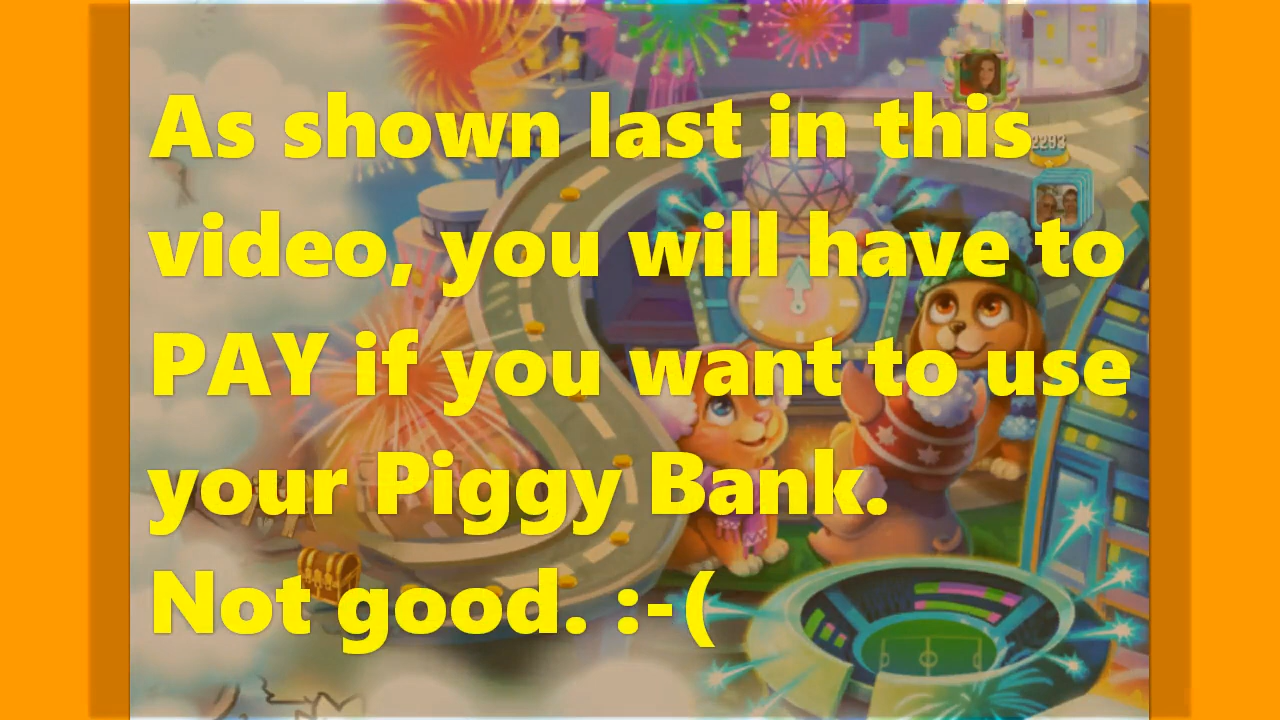 As shown last in this
2293
video, you will have to
PAY if you want to use
your Piggy Bank.
Not good. :-(